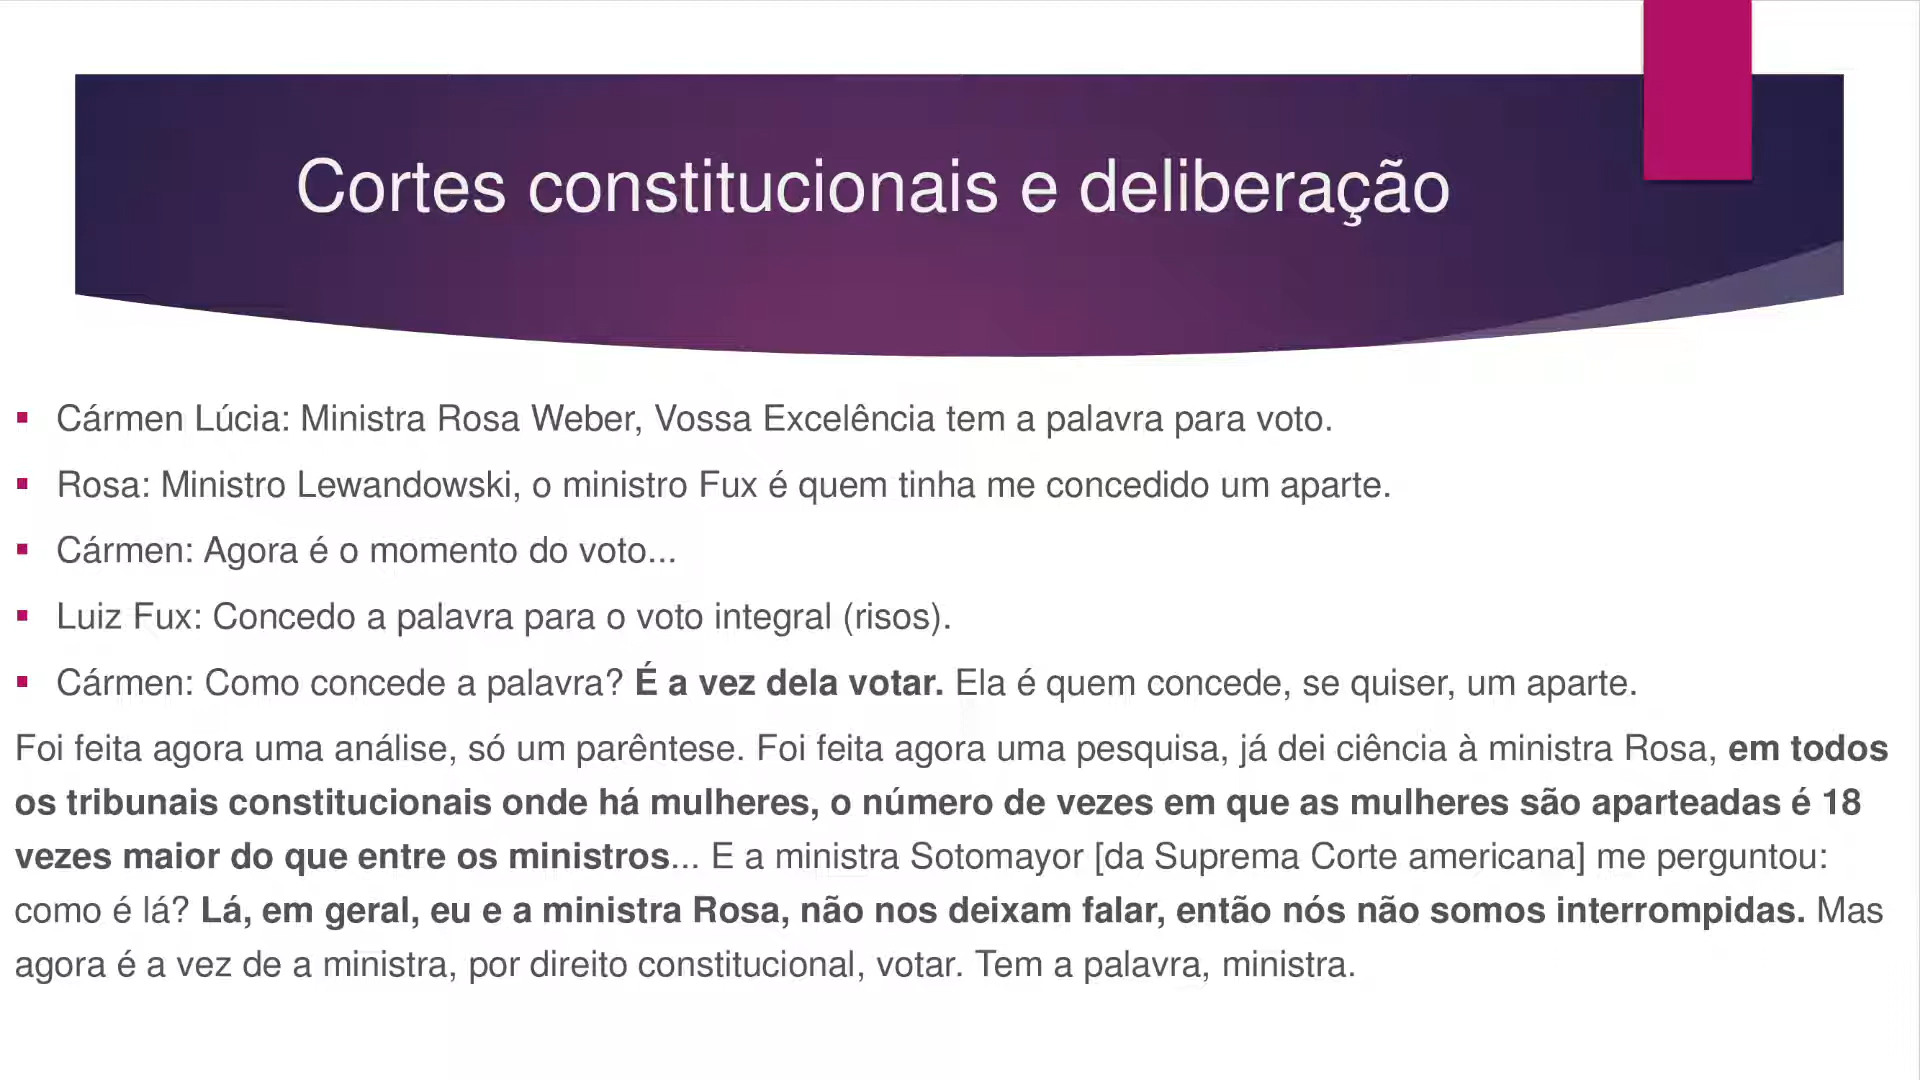 Cortes constitucionais e deliberação
▪ Cármen Lúcia: Ministra Rosa Weber, Vossa Excelência tem a palavra para voto.
▪ Rosa: Ministro Lewandowski, o ministro Fux é quem tinha me concedido um aparte.
▪ Cármen: Agora é o momento do voto...
▪ Luiz Fux: Concedo a palavra para o voto integral (risos).
▪ Cármen: Como concede a palavra? É a vez dela votar. Ela é quem concede, se quiser, um aparte.
Foi feita agora uma análise, só um parêntese. Foi feita agora uma pesquisa, já dei ciência à ministra Rosa, em todos
os tribunais constitucionais onde há mulheres, o número de vezes em que as mulheres são aparteadas é 18
vezes maior do que entre os ministros... E a ministra Sotomayor [da Suprema Corte americana] me perguntou:
como é lá? Lá, em geral, eu e a ministra Rosa, não nos deixam falar, então nós não somos interrompidas. Mas
agora é a vez de a ministra, por direito constitucional, votar. Tem a palavra, ministra.